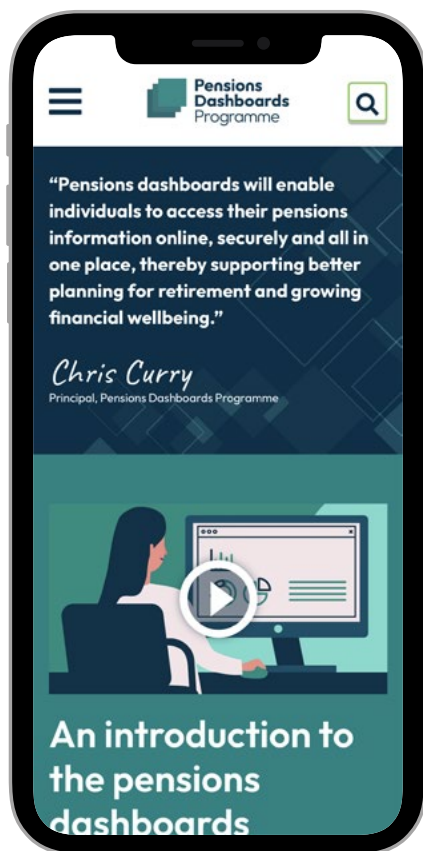 Pensions
Dashboards
Programme
“Pensions dashboards will enable
individuals to access their pensions
information online, securely and all in
one place, thereby supporting better
planning for retirement and growing
financial wellbeing.”
Chris Curry
Principal, Pensions Dashboards Programme
An introduction to
the pensions
dashboards